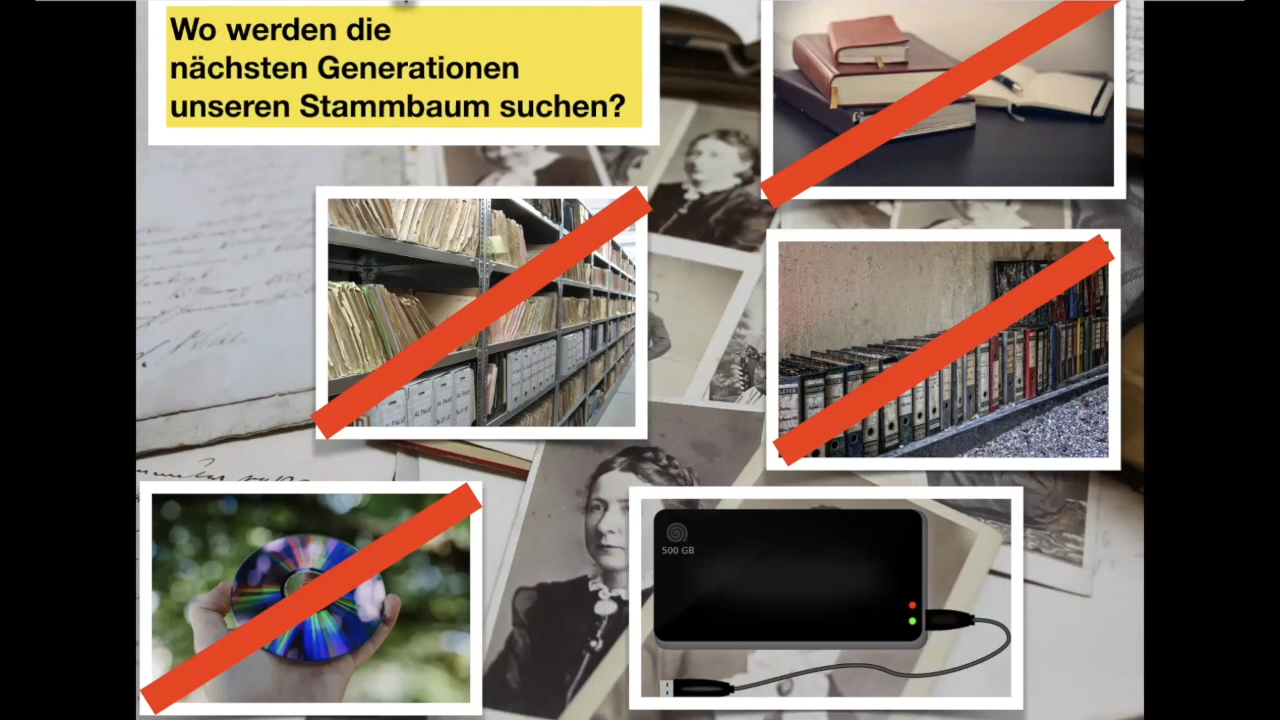 Wo werden die
nächsten Generationen
unseren Stammbaum suchen?
500 GB